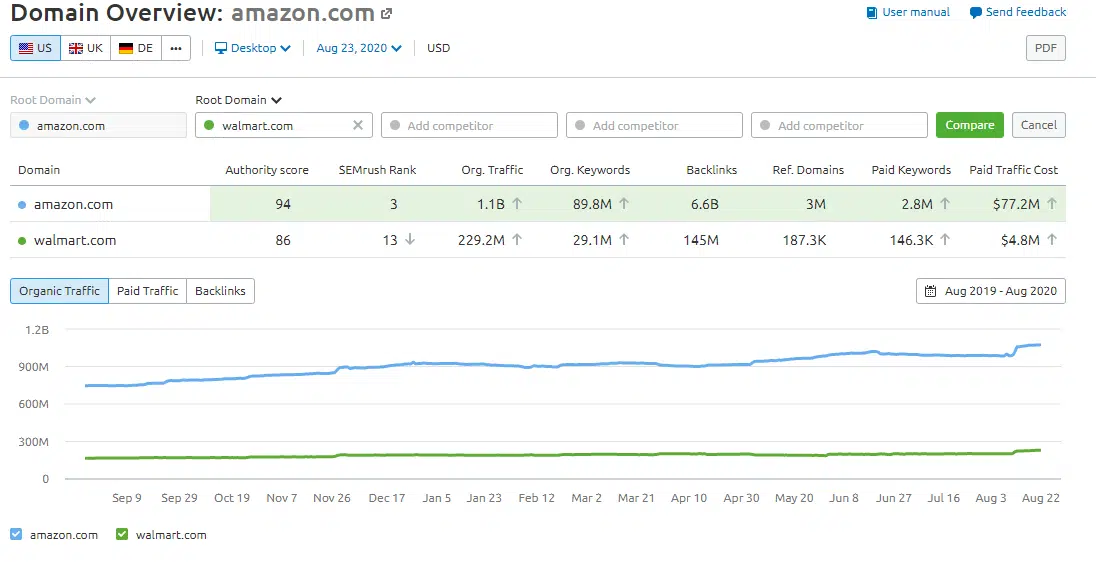 Domain Overview: amazon.com
User manual Send feedback
US UK DE ... Desktop Aug 23, 2020 USD PDF
Root Domain Root Domain
amazon.com walmart.com Add competitor Add competitor Add competitor Compare Cancel
Domain Authority score SEMrush Rank Org. Traffic Org. Keywords Backlinks Ref. Domains Paid Keywords Paid Traffic Cost
amazon.com 94 3 1.1B ↑ 89.8M ↑ 6.6B 3M 2.8M ↑ $77.2M ↑
walmart.com 86 13 ↓ 229.2M ↑ 29.1M ↑ 145M 187.3K 146.3K ↑ $4.8M ↑
Organic Traffic Paid Traffic Backlinks Aug 2019 - Aug 2020
1.2B
900M
600M
300M
0
Sep 9 Sep 29 Oct 19 Nov 7 Nov 26 Dec 17 Jan 5 Jan 23 Feb 12 Mar 2 Mar 21 Apr 10 Apr 30 May 20 Jun 8 Jun 27 Jul 16 Aug 3 Aug 22
amazon.com walmart.com